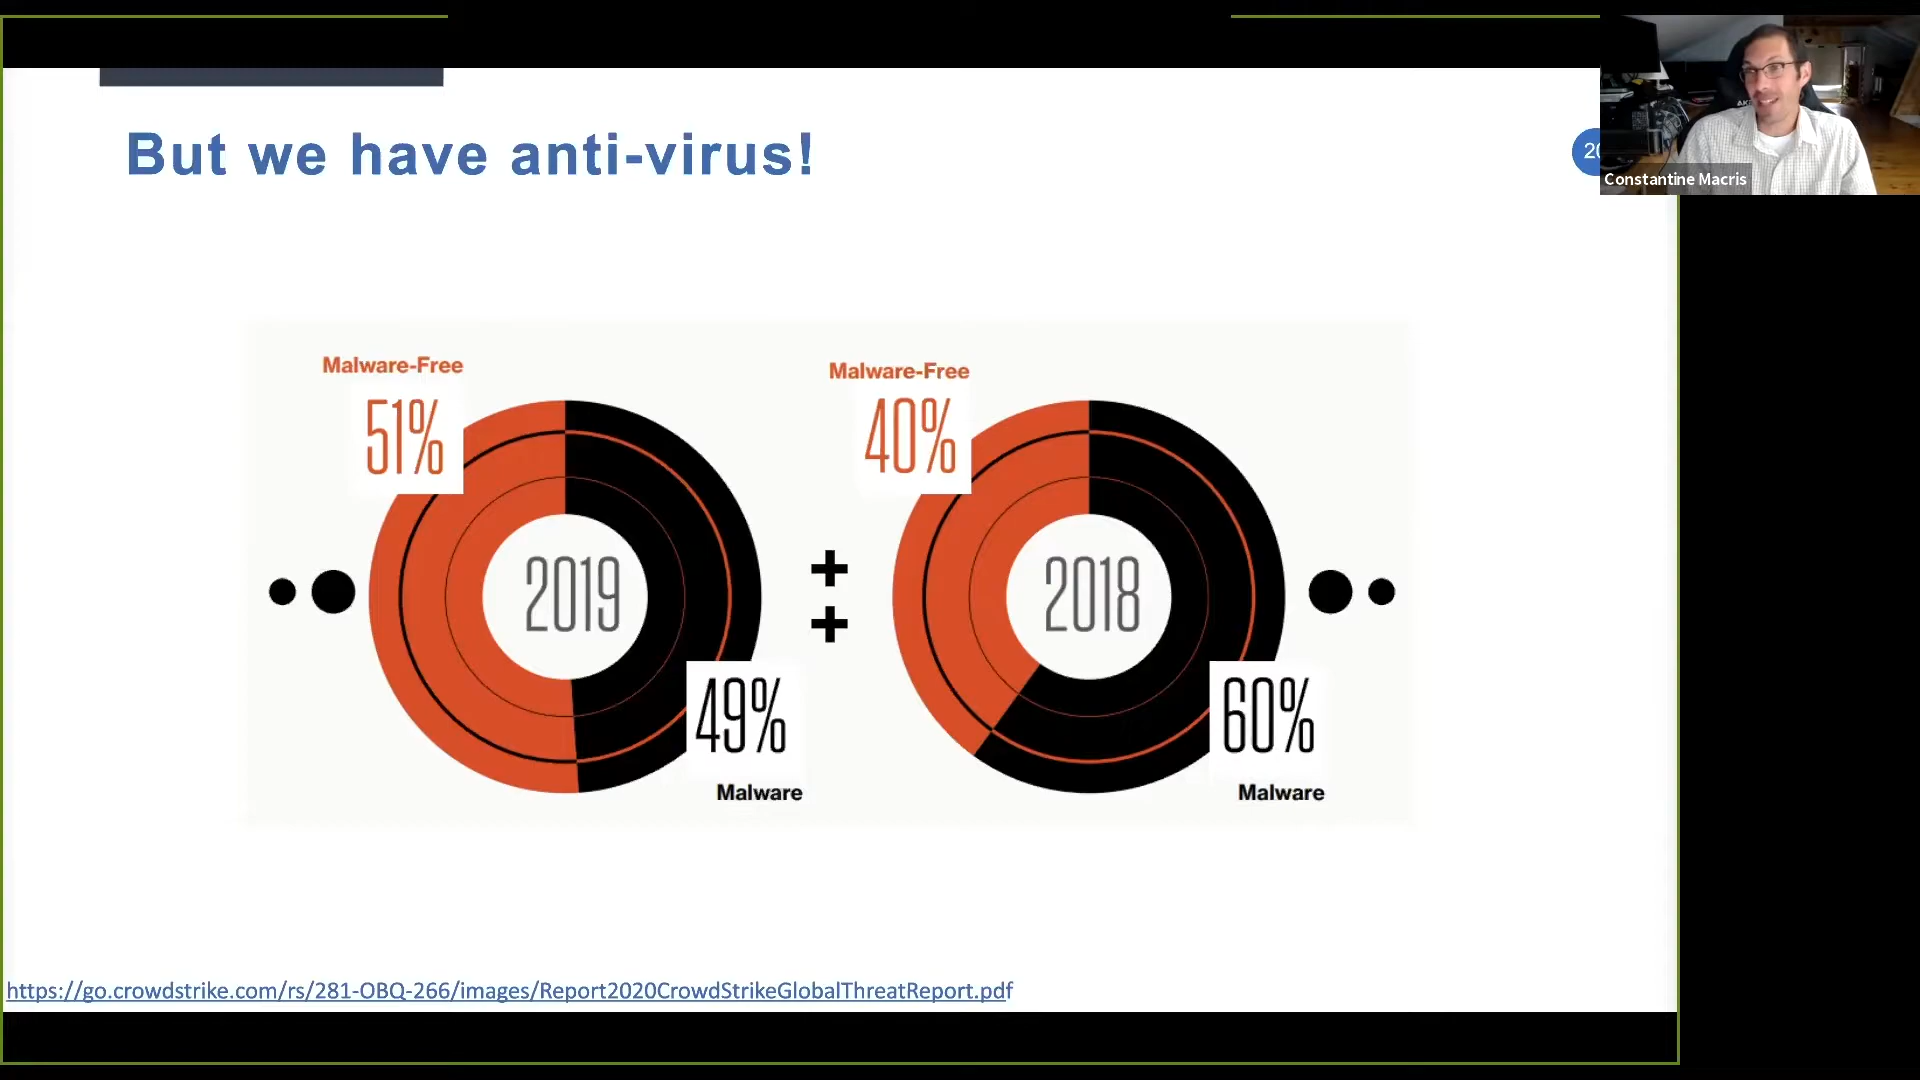 But we have anti-virus!
20
Constantine Macris
Malware-Free
51%
2019
49%
Malware
Malware-Free
40%
2018
60%
Malware
https://go.crowdstrike.com/rs/281-OBQ-266/images/Report2020CrowdStrikeGlobalThreatReport.pdf